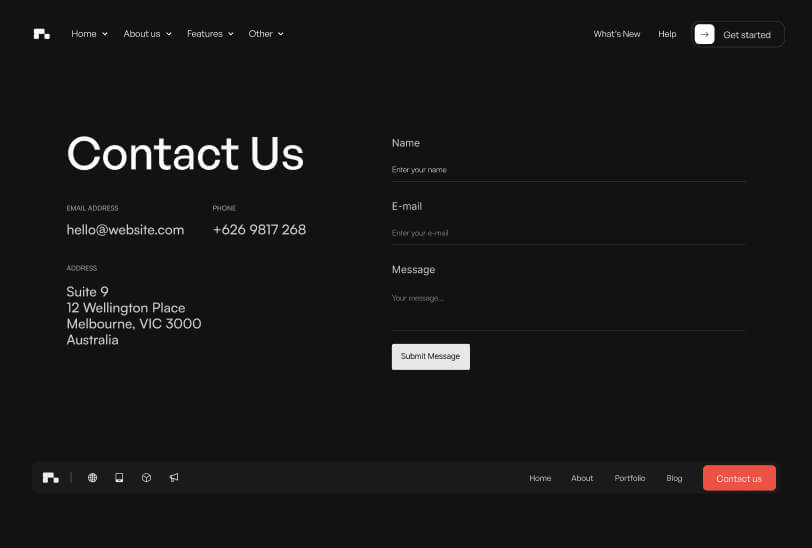 Home
About us
Features
Other
What's New
Help
Get started
Contact Us
EMAIL ADDRESS
PHONE
hello@website.com
+626 9817 268
ADDRESS
Suite 9
12 Wellington Place
Melbourne, VIC 3000
Australia
Name
Enter your name
E-mail
Enter your e-mail
Message
Your message...
Submit Message
Home
About
Portfolio
Blog
Contact us